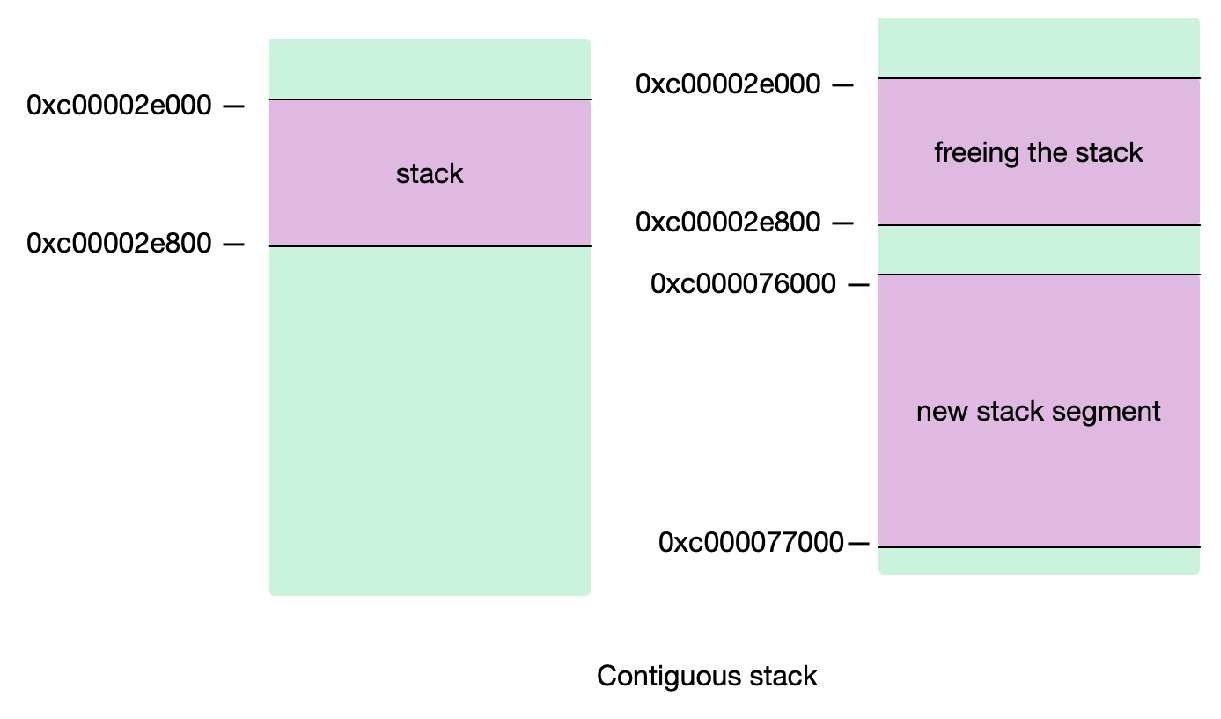 0xc00002e000 —
stack
0xc00002e800 —
0xc00002e000 —
freeing the stack
0xc00002e800 —
0xc000076000 —
new stack segment
0xc000077000 —
Contiguous stack